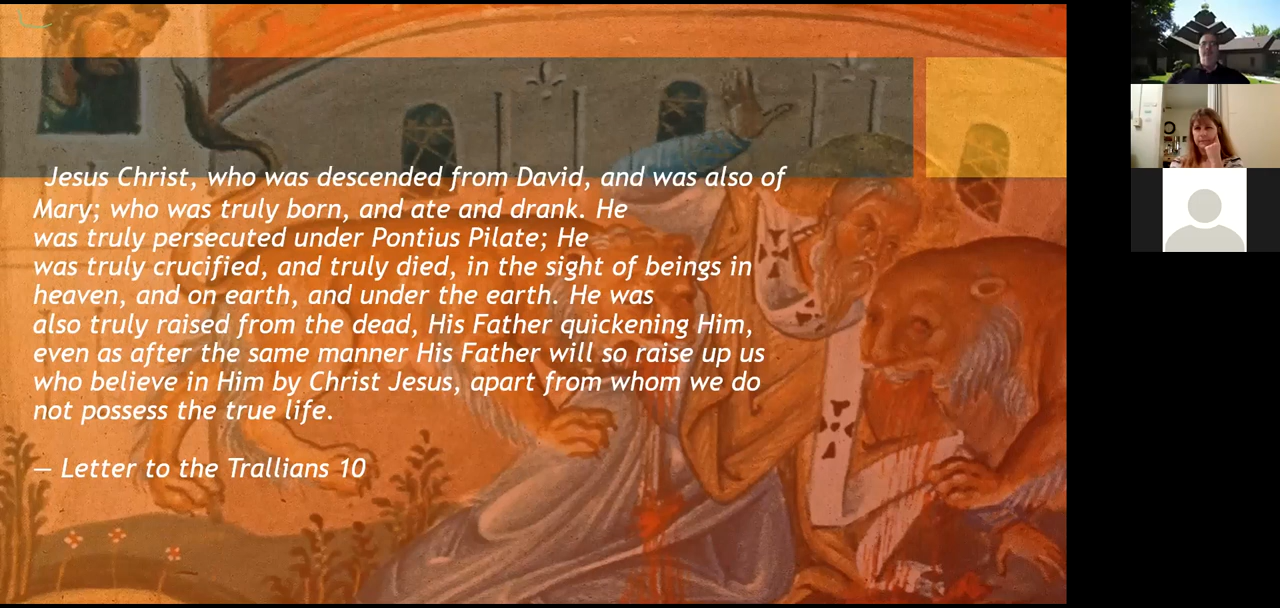 Jesus Christ, who was descended from David, and was also of
Mary; who was truly born, and ate and drank. He
was truly persecuted under Pontius Pilate; He
was truly crucified, and truly died, in the sight of beings in
heaven, and on earth, and under the earth. He was
also truly raised from the dead, His Father quickening Him,
even as after the same manner His Father will so raise up us
who believe in Him by Christ Jesus, apart from whom we do
not possess the true life.
— Letter to the Trallians 10